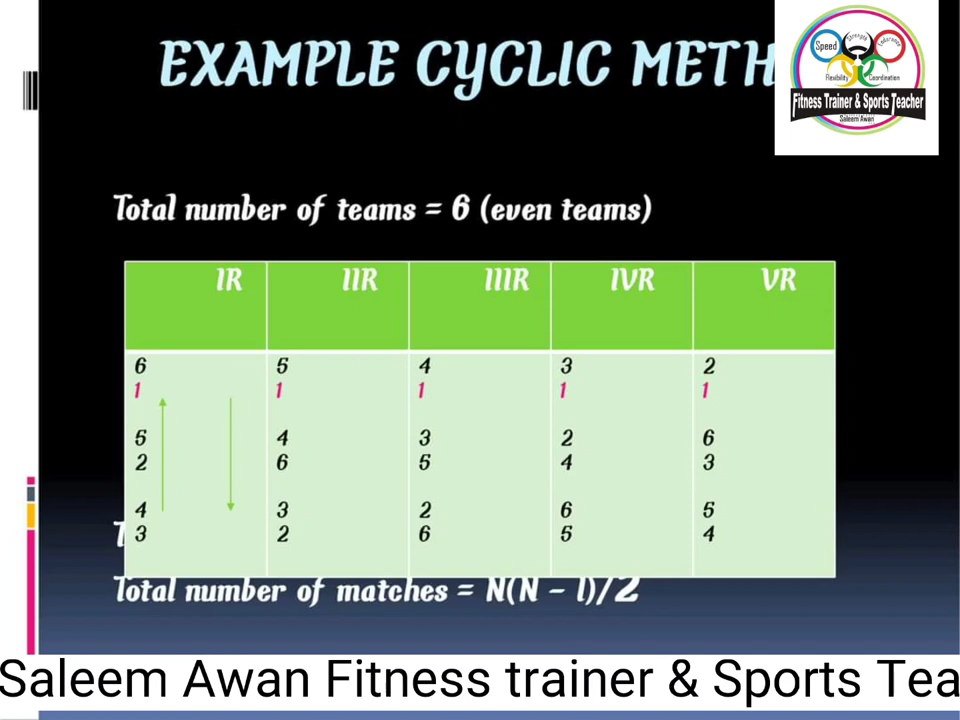 EXAMPLE CYCLIC METH
Speed
Strength
Endurance
Flexibility
Coordination
Fitness Trainer & Sports Teacher
Saleem Awan
Total number of teams = 6 (even teams)
IR IIR IIIR IVR VR
6 5 4 3 2
1 1 1 1 1
5 4 3 2 6
2 6 5 4 3
4 3 2 6 5
3 2 6 5 4
Total number of matches = N(N - 1)/2
Saleem Awan Fitness trainer & Sports Tea